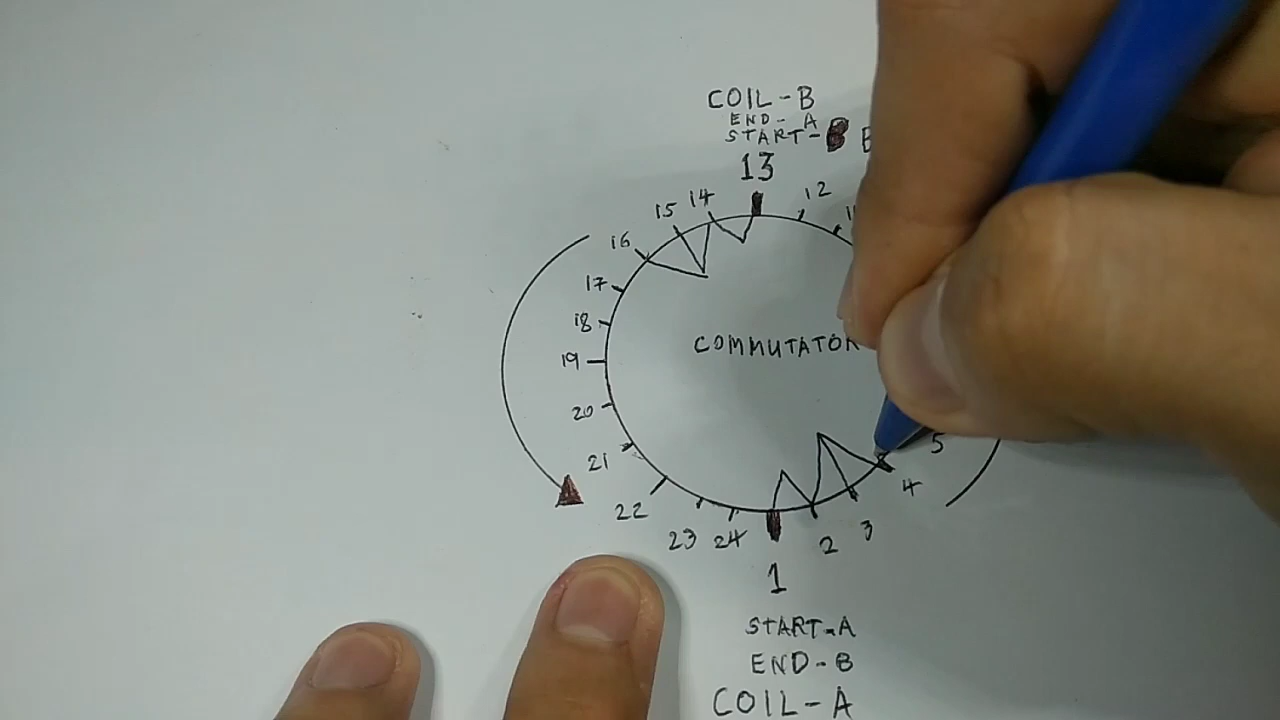 COIL-B
END-A
START-B
13
12
14
15
16
17
18
19
COMMUTATOR
20
21
22
23
24
1
2
3
4
5
START-A
END-B
COIL-A